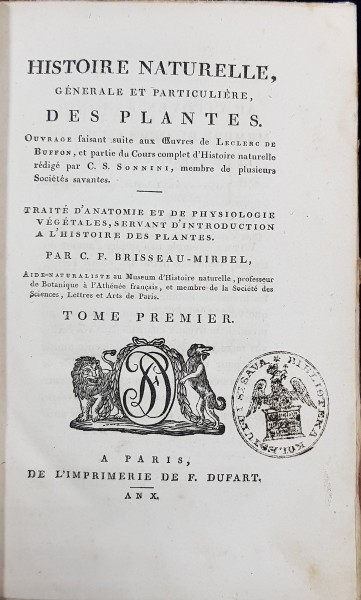 HISTOIRE NATURELLE,
GÉNERALE ET PARTICULIÈRE,
DES PLANTES.
OUVRAGE faisant suite aux Œuvres de LECLERC DE
BUFFON, et partie du Cours complet d'Histoire naturelle
rédigé par C. S. SONNINI, membre de plusieurs
Sociétés savantes.
TRAITÉ D'ANATOMIE ET DE PHYSIOLOGIE
VÉGÉTALES, SERVANT D'INTRODUCTION
A L'HISTOIRE DES PLANTES.
PAR C. F. BRISSEAU-MIRBEL,
AIDE-NATURALISTE au Museum d'Histoire naturelle, professeur
de Botanique à l'Athénée français, et membre de la Société des
Sciences, Lettres et Arts de Paris.
TOME PREMIER.
BIBLIOTEKA
A PARIS,
DE L'IMPRIMERIE DE F. DUFART.
AN X.